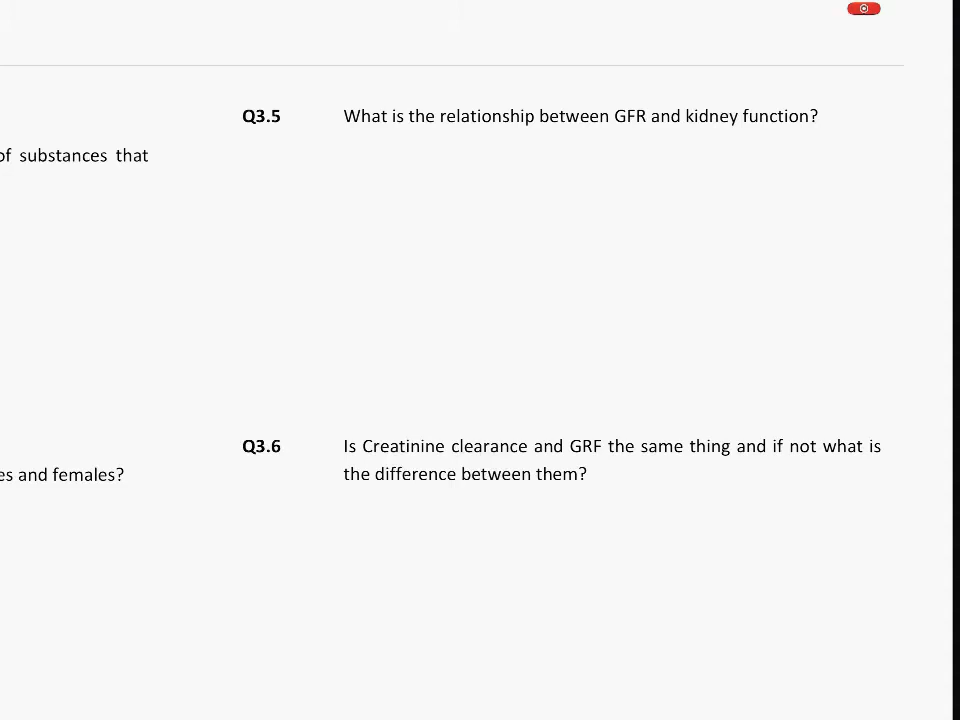 of substances that
es and females?
Q3.5 What is the relationship between GFR and kidney function?
Q3.6 Is Creatinine clearance and GRF the same thing and if not what is
the difference between them?